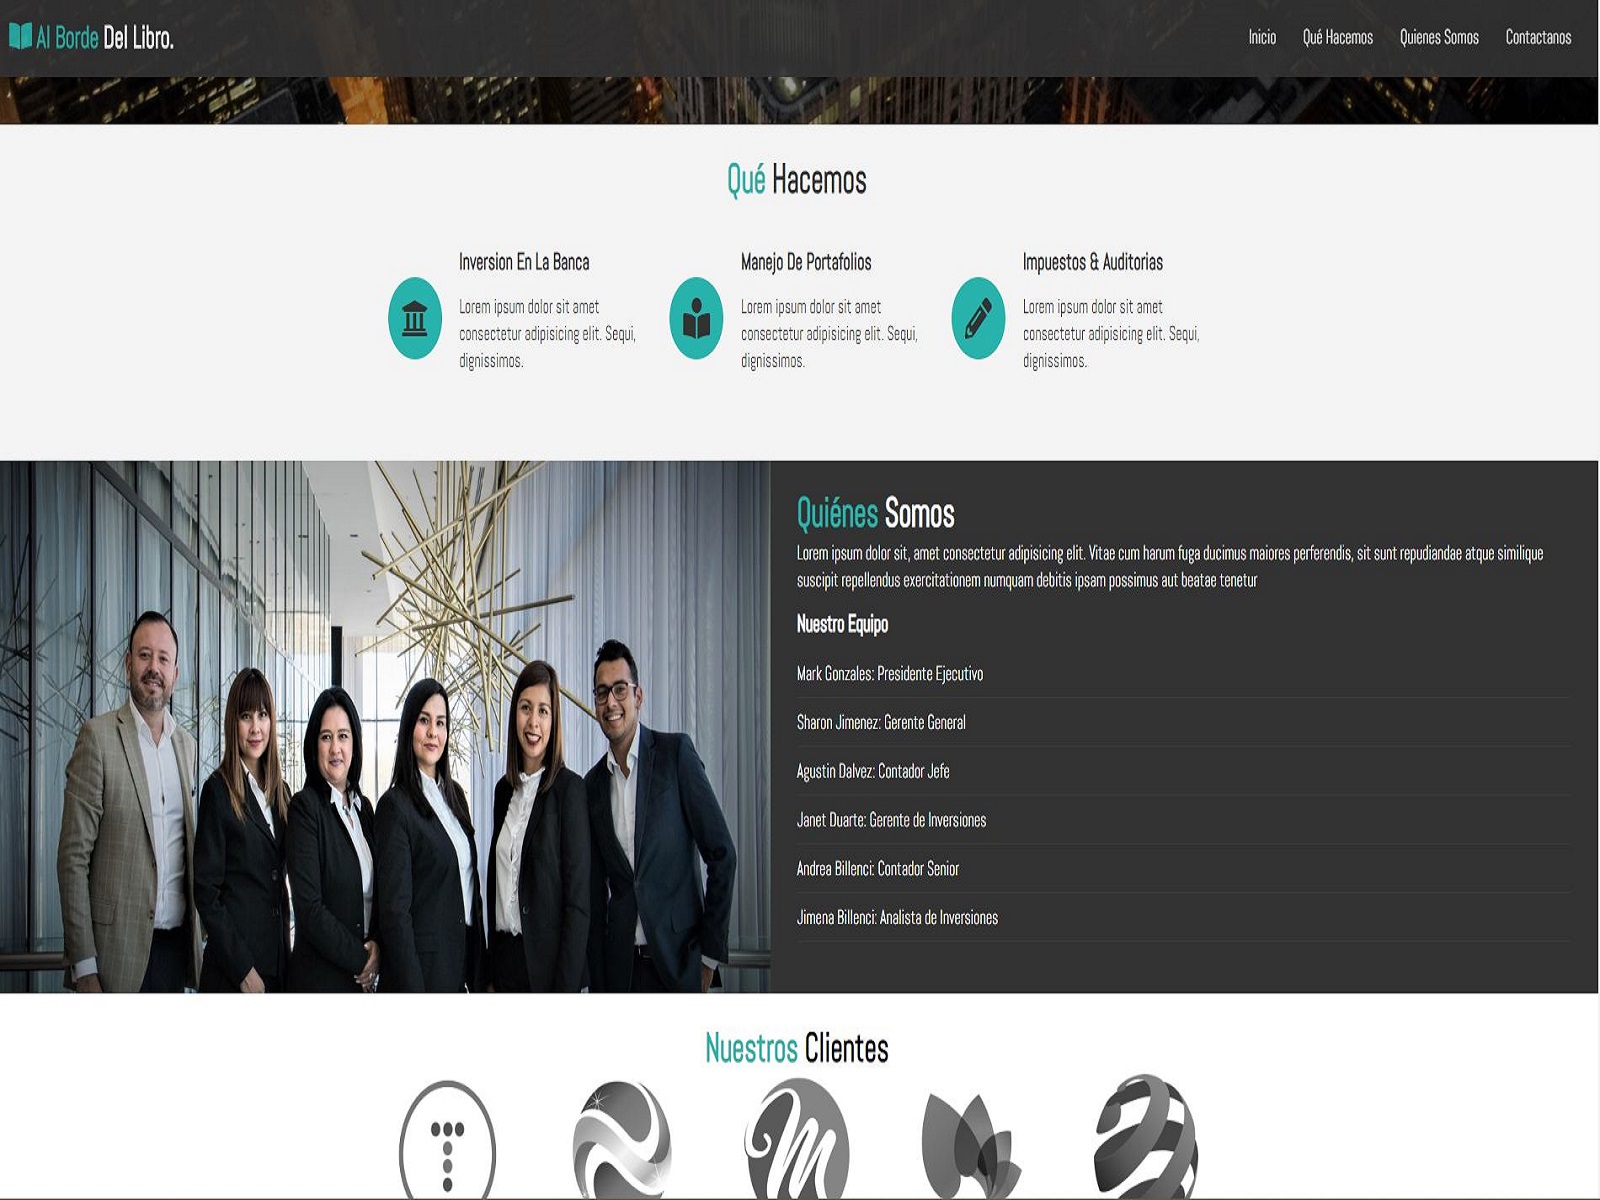 Al Borde Del Libro.
Inicio
Qué Hacemos
Quienes Somos
Contactanos
Qué Hacemos
Inversion En La Banca
Lorem ipsum dolor sit amet
consectetur adipisicing elit. Sequi,
dignissimos.
Manejo De Portafolios
Lorem ipsum dolor sit amet
consectetur adipisicing elit. Sequi,
dignissimos.
Impuestos & Auditorias
Lorem ipsum dolor sit amet
consectetur adipisicing elit. Sequi,
dignissimos.
Quiénes Somos
Lorem ipsum dolor sit, amet consectetur adipisicing elit. Vitae cum harum fuga ducimus maiores perferendis, sit sunt repudiandae atque similique
suscipit repellendus exercitationem numquam debitis ipsam possimus aut beatae tenetur
Nuestro Equipo
Mark Gonzales: Presidente Ejecutivo
Sharon Jimenez: Gerente General
Agustin Dalvez: Contador Jefe
Janet Duarte: Gerente de Inversiones
Andrea Billenci: Contador Senior
Jimena Billenci: Analista de Inversiones
Nuestros Clientes
T
M